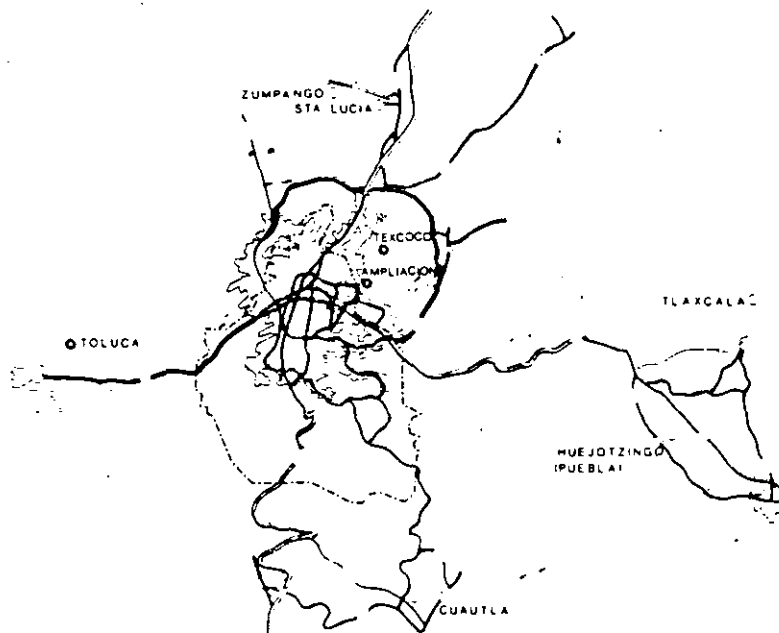 ZUMPANGO
STA LUCIA
TEXCOCO
AMPLIACION
TLAXCALA
TOLUCA
HUEJOTZINGO
(PUEBLA)
CUAUTLA